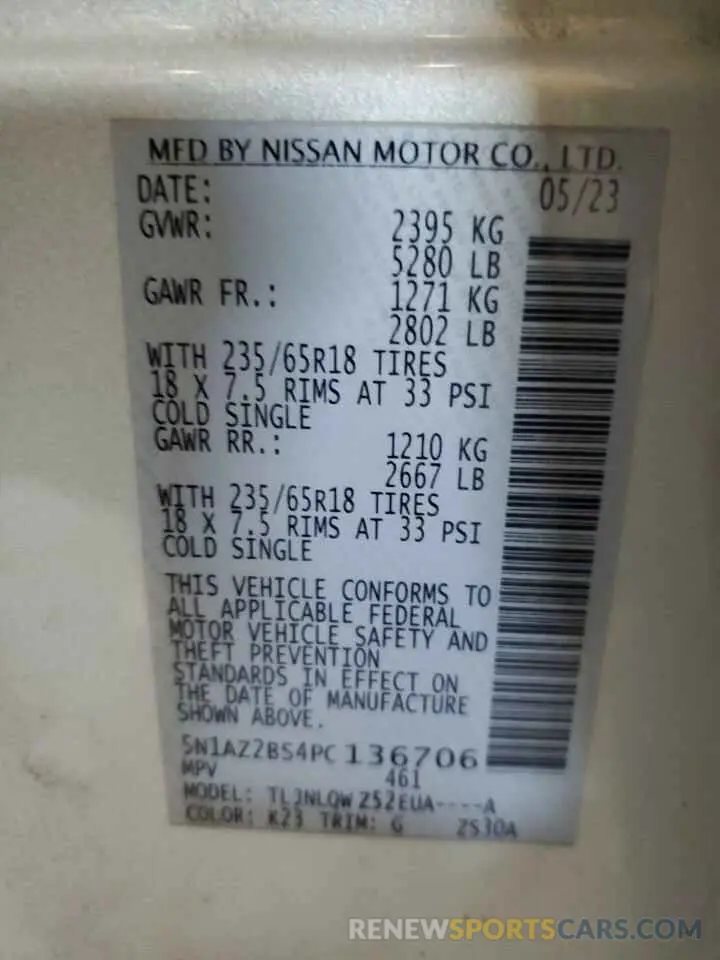 MFD BY NISSAN MOTOR CO., LTD.
DATE: 05/23
GVWR: 2395 KG
5280 LB
GAWR FR.: 1271 KG
2802 LB
WITH 235/65R18 TIRES
18 X 7.5 RIMS AT 33 PSI
COLD SINGLE
GAWR RR.: 1210 KG
2667 LB
WITH 235/65R18 TIRES
18 X 7.5 RIMS AT 33 PSI
COLD SINGLE
THIS VEHICLE CONFORMS TO
ALL APPLICABLE FEDERAL
MOTOR VEHICLE SAFETY AND
THEFT PREVENTION
STANDARDS IN EFFECT ON
THE DATE OF MANUFACTURE
SHOWN ABOVE.
5N1AZ2BS4PC136706
MPV 461
MODEL: TLJNLQW Z52EUA----A
COLOR: K23 TRIM: G ZS30A
RENEWSPORTSCARS.COM